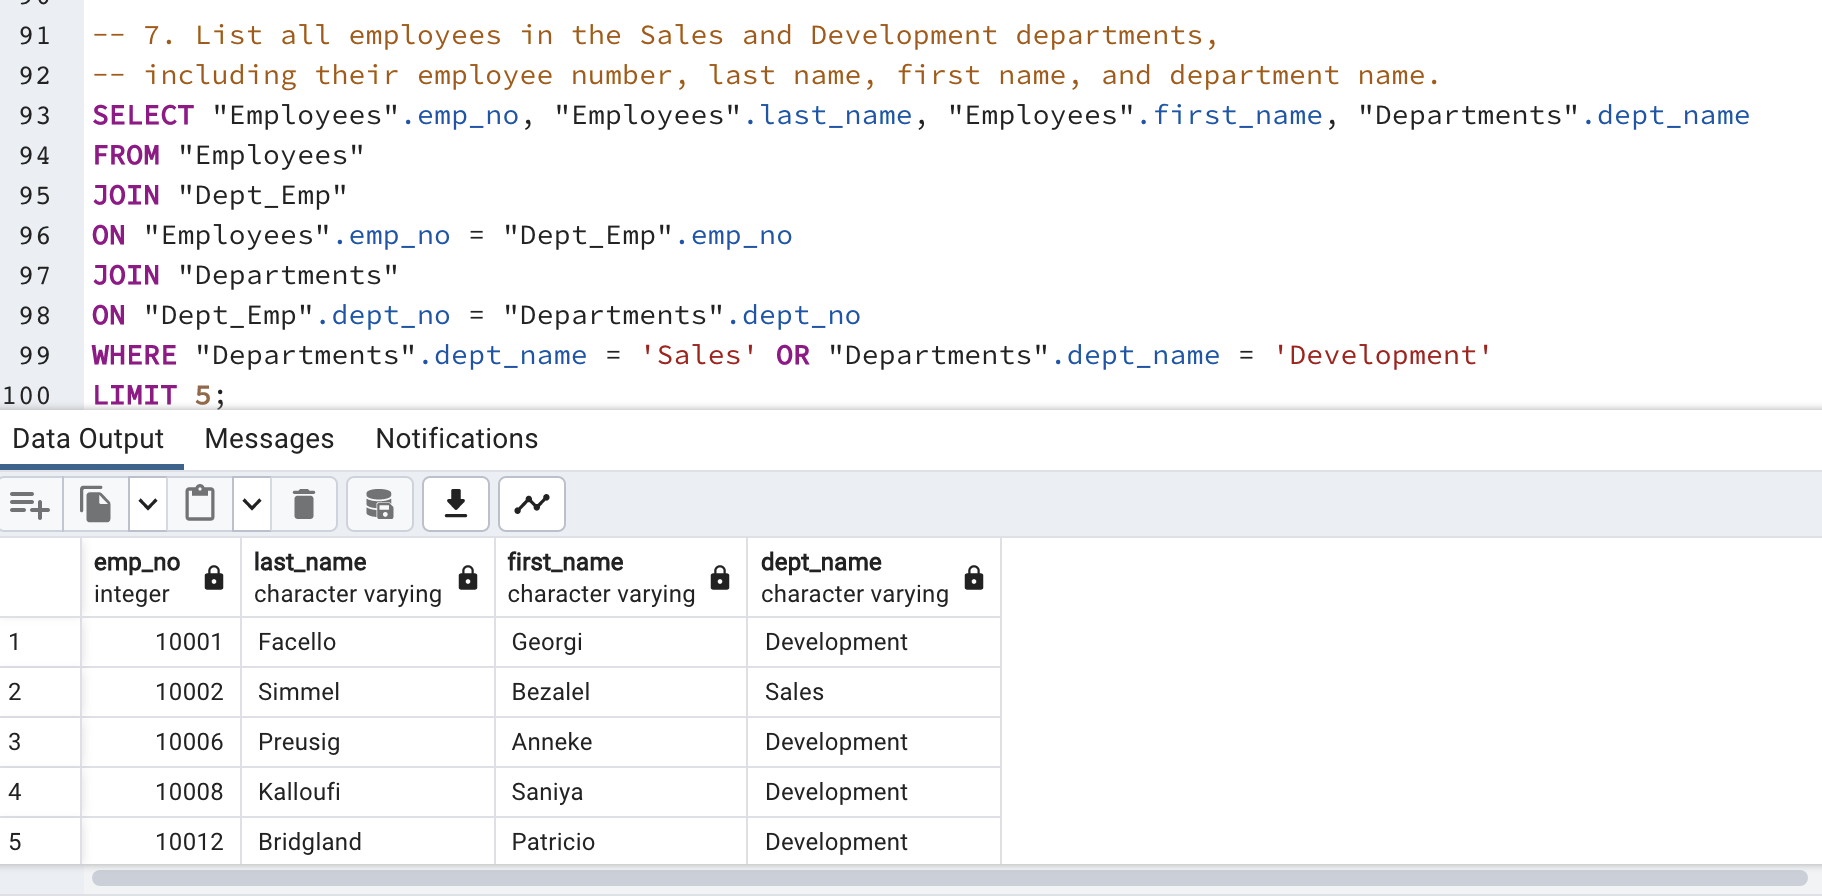 91 -- 7. List all employees in the Sales and Development departments,
92 -- including their employee number, last name, first name, and department name.
93 SELECT "Employees".emp_no, "Employees".last_name, "Employees".first_name, "Departments".dept_name
94 FROM "Employees"
95 JOIN "Dept_Emp"
96 ON "Employees".emp_no = "Dept_Emp".emp_no
97 JOIN "Departments"
98 ON "Dept_Emp".dept_no = "Departments".dept_no
99 WHERE "Departments".dept_name = 'Sales' OR "Departments".dept_name = 'Development'
100 LIMIT 5;
Data Output Messages Notifications
emp_no last_name first_name dept_name
integer character varying character varying character varying
1 10001 Facello Georgi Development
2 10002 Simmel Bezalel Sales
3 10006 Preusig Anneke Development
4 10008 Kalloufi Saniya Development
5 10012 Bridgland Patricio Development